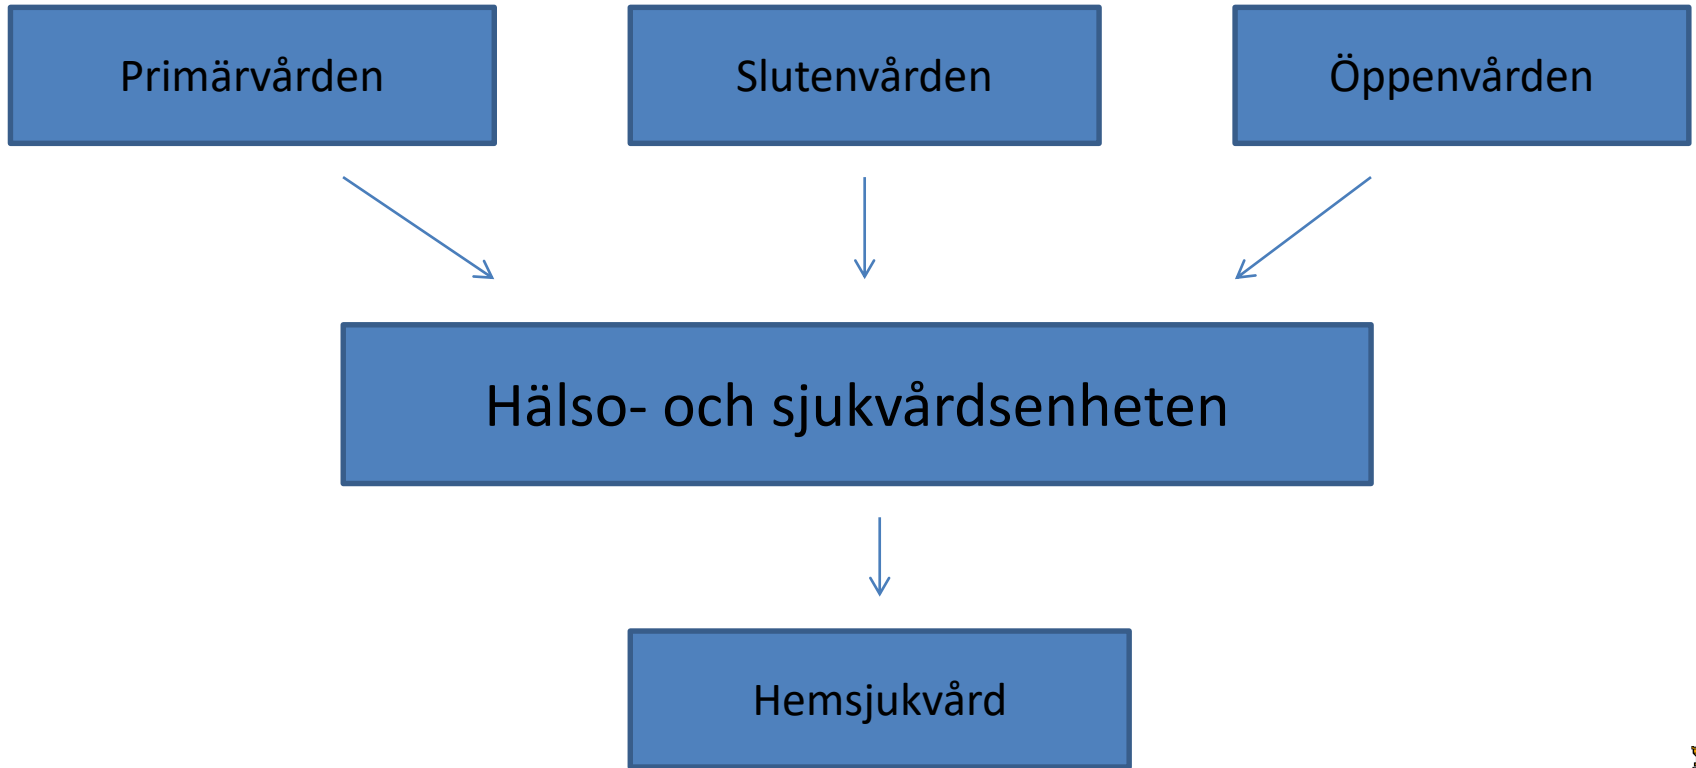 Primärvården
Slutenvården
Öppenvården
Hälso- och sjukvårdsenheten
Hemsjukvård